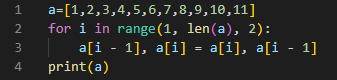 1 a=[1,2,3,4,5,6,7,8,9,10,11]
2 for i in range(1, len(a), 2):
3     a[i - 1], a[i] = a[i], a[i - 1]
4 print(a)